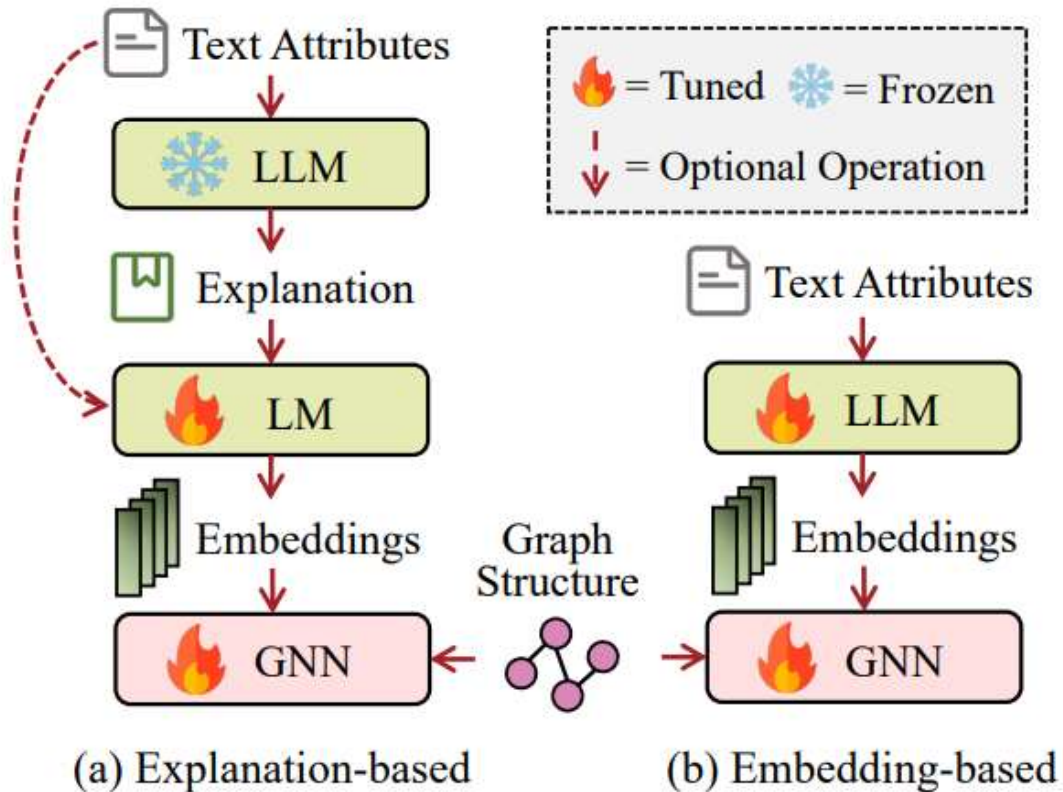 Text Attributes
LLM
Explanation
LM
Embeddings
GNN
(a) Explanation-based
= Tuned
= Frozen
= Optional Operation
Graph
Structure
Text Attributes
LLM
Embeddings
GNN
(b) Embedding-based